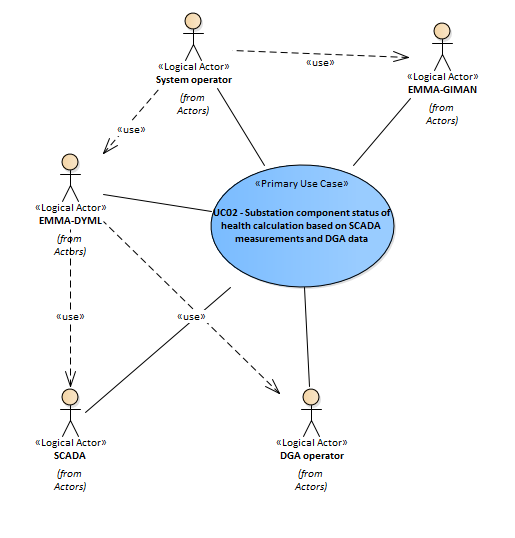 «Logical Actor»
System operator
(from
Actors)
«use»
«Logical Actor»
EMMA-GIMAN
(from
Actors)
«use»
«Logical Actor»
EMMA-DYML
(from
Actors)
«Primary Use Case»
UC02 - Substation component status of
health calculation based on SCADA
measurements and DGA data
«use»
«use»
«Logical Actor»
SCADA
(from
Actors)
«Logical Actor»
DGA operator
(from
Actors)